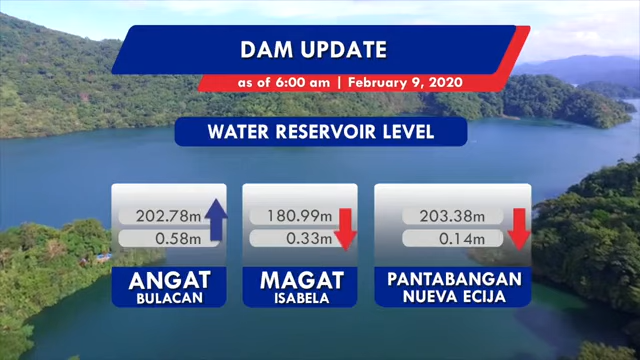 DAM UPDATE
as of 6:00 am | February 9, 2020
WATER RESERVOIR LEVEL
202.78m
0.58m
ANGAT
BULACAN
180.99m
0.33m
MAGAT
ISABELA
203.38m
0.14m
PANTABANGAN
NUEVA ECIJA